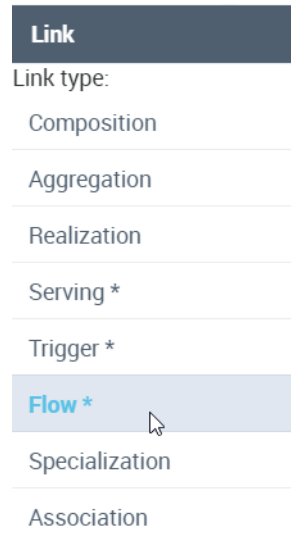 Link
Link type:
Composition
Aggregation
Realization
Serving *
Trigger *
Flow *
Specialization
Association